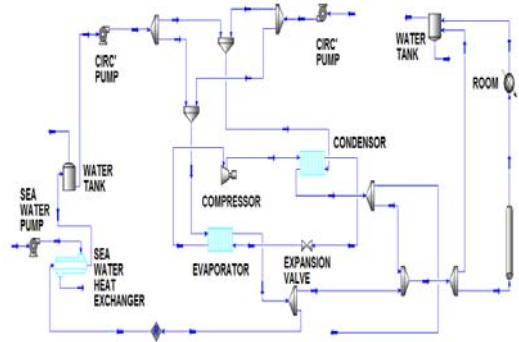 CIRC'
PUMP
CIRC'
PUMP
WATER
TANK
ROOM
CONDENSOR
WATER
TANK
COMPRESSOR
SEA
WATER
PUMP
EVAPORATOR
EXPANSION
VALVE
SEA
WATER
HEAT
EXCHANGER